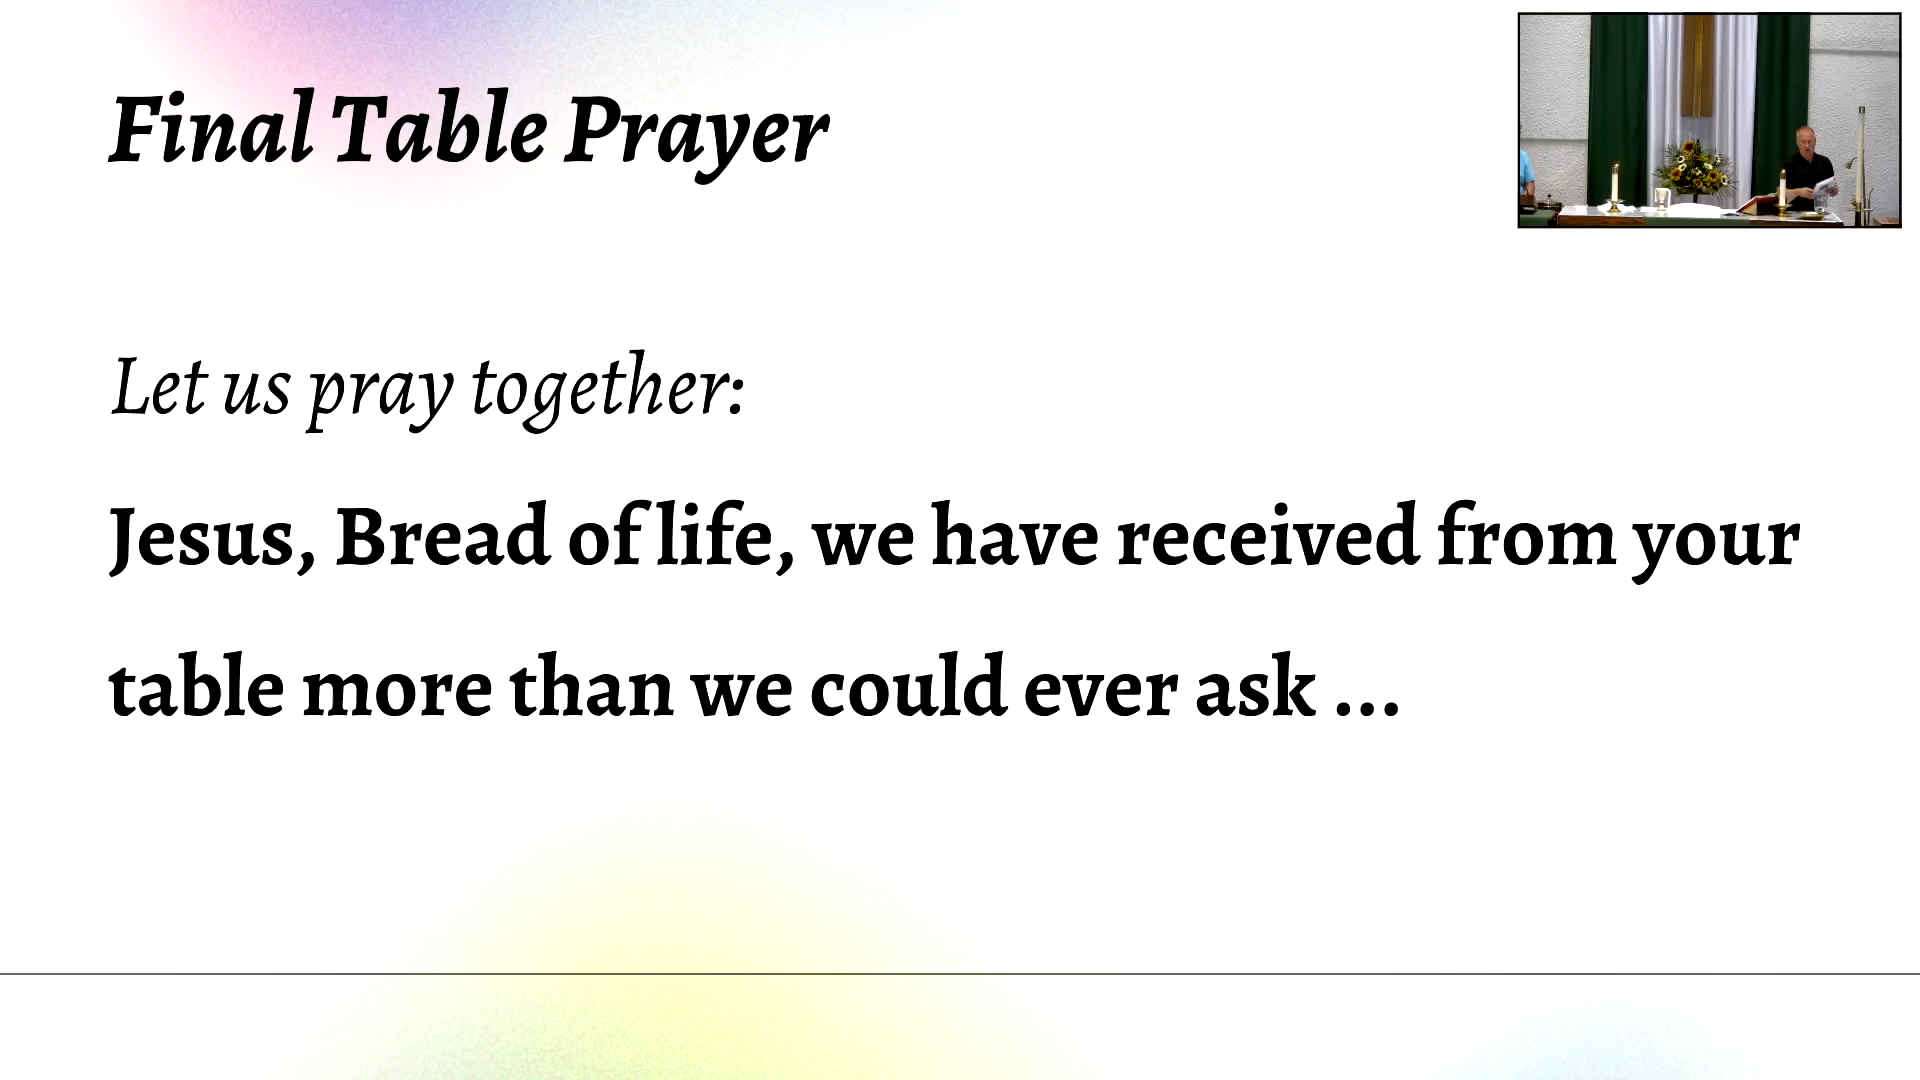 Final Table Prayer
Let us pray together:
Jesus, Bread of life, we have received from your
table more than we could ever ask ...